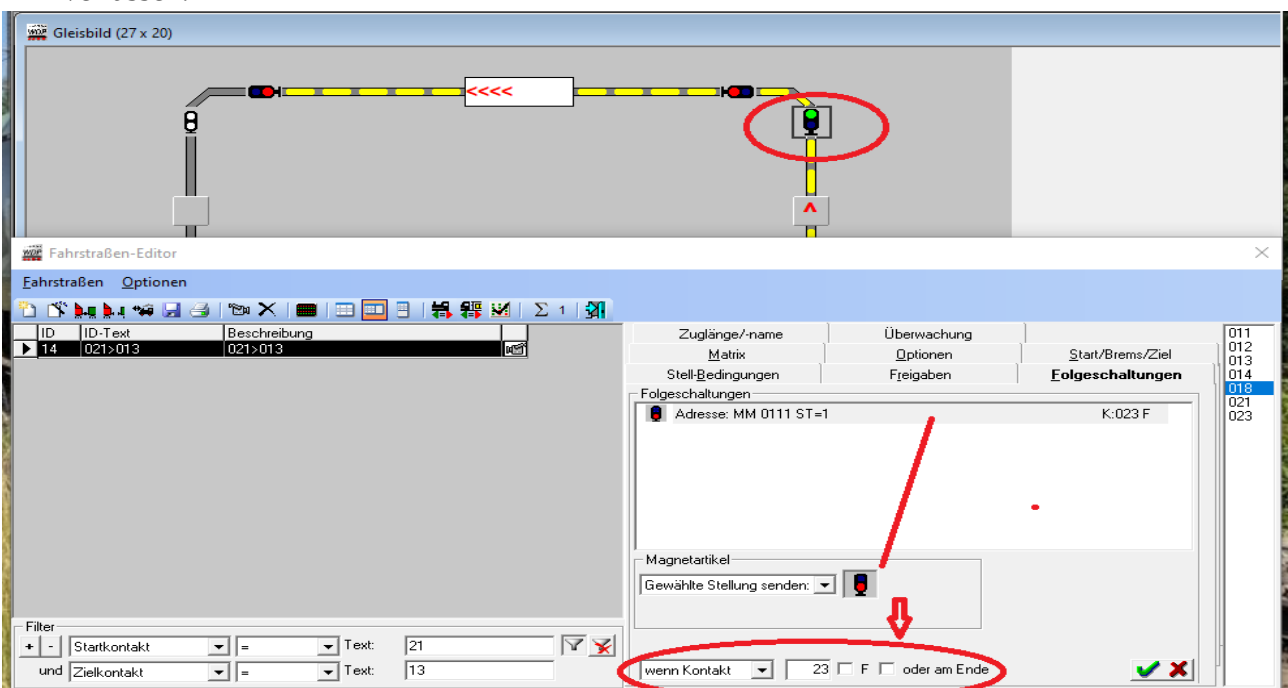 Gleisbild (27 x 20)
<<<<
^
Fahrstraßen-Editor
Fahrstraßen Optionen
Σ 1
ID ID-Text Beschreibung
14 021>013 021>013
Zuglänge/-name Überwachung
Matrix Optionen Start/Brems/Ziel
Stell-Bedingungen Freigaben Folgeschaltungen
Folgeschaltungen
Adresse: MM 0111 ST=1 K:023 F
011
012
013
014
018
021
023
Magnetartikel
Gewählte Stellung senden:
wenn Kontakt 23 F oder am Ende
Filter
+ - Startkontakt = Text: 21
und Zielkontakt = Text: 13